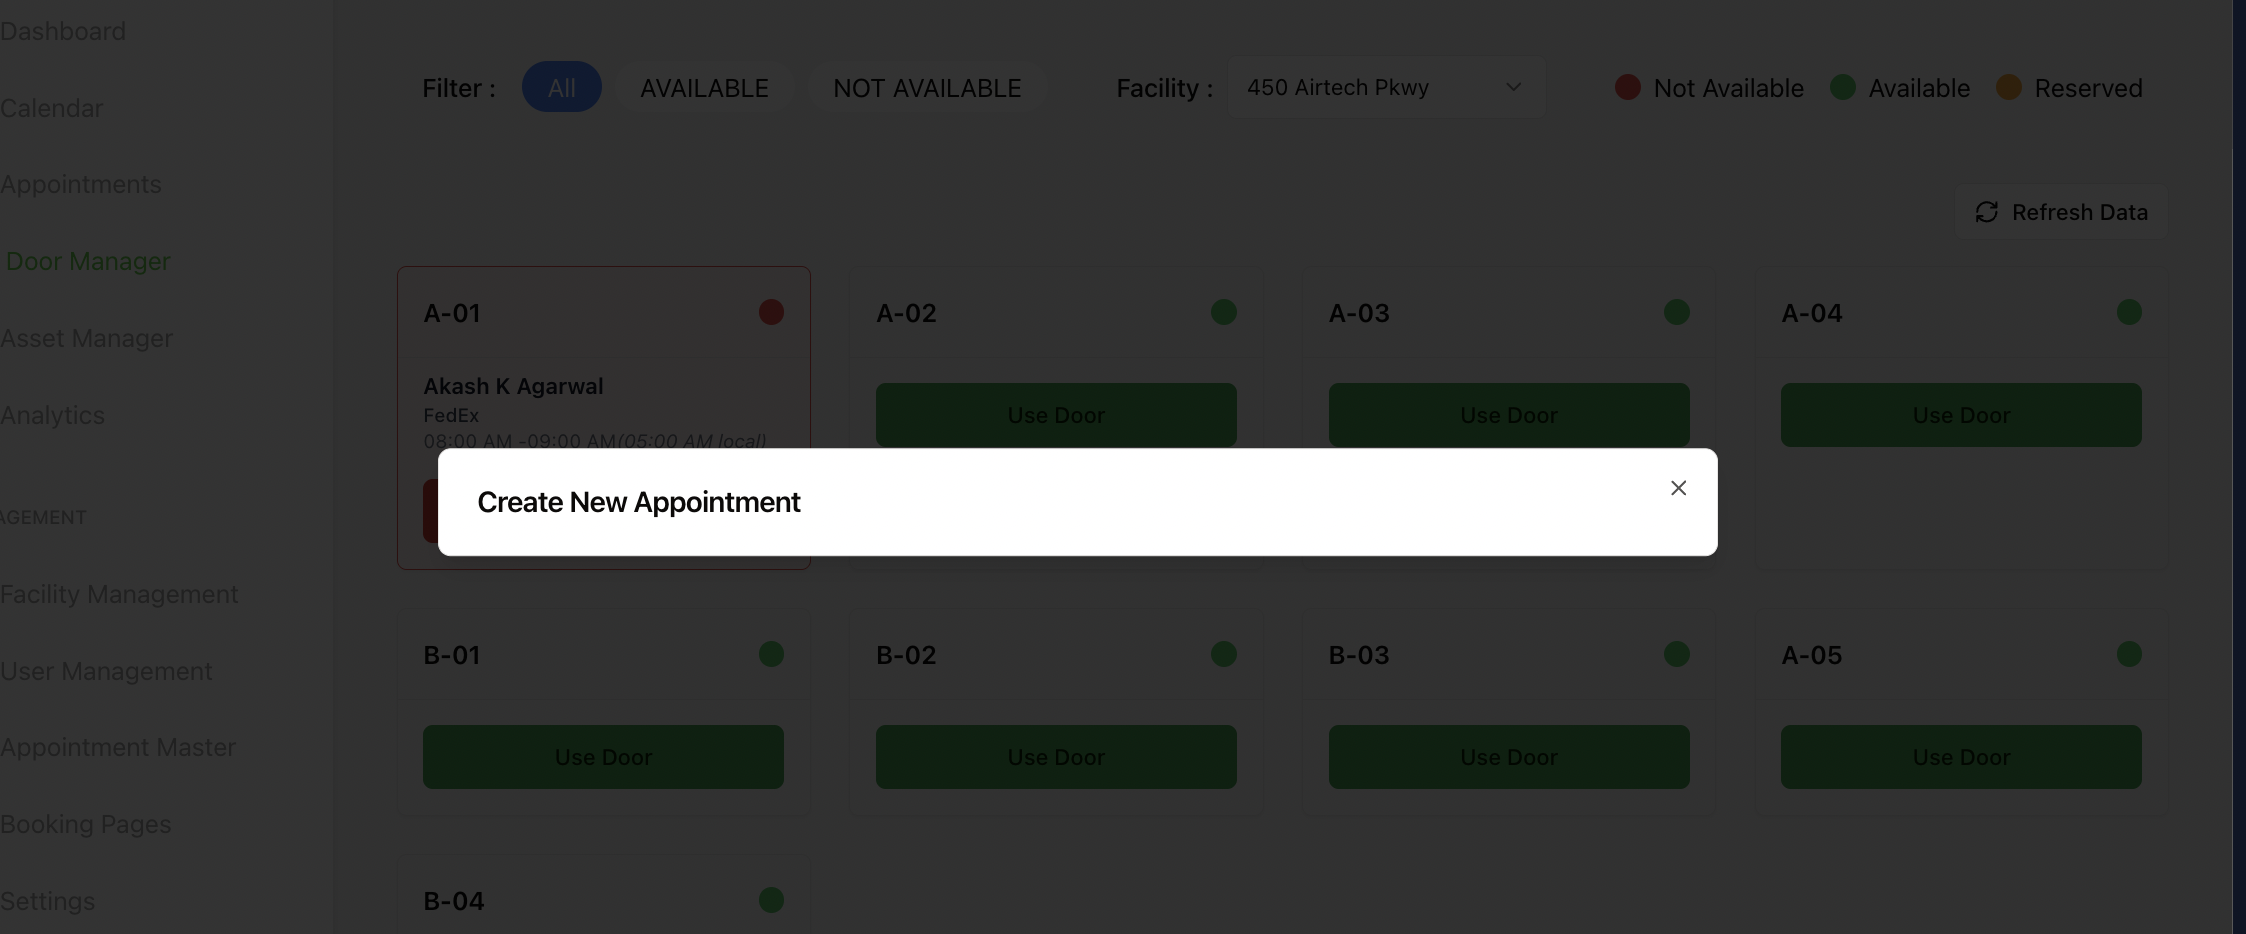 Dashboard
Calendar
Appointments
Door Manager
Asset Manager
Analytics
AGEMENT
Facility Management
User Management
Appointment Master
Booking Pages
Settings
Filter : All AVAILABLE NOT AVAILABLE Facility : 450 Airtech Pkwy Not Available Available Reserved
Refresh Data
A-01 A-02 A-03 A-04
Akash K Agarwal
FedEx
08:00 AM -09:00 AM(05:00 AM local)
Use Door Use Door Use Door
Create New Appointment
B-01 B-02 B-03 A-05
Use Door Use Door Use Door Use Door
B-04